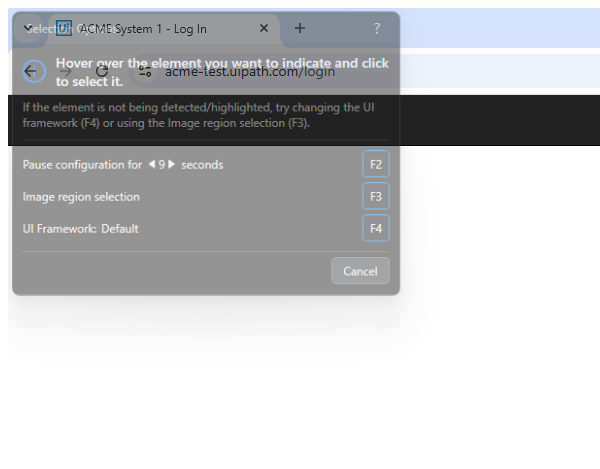 Selection Options
ACME System 1 - Log In
?
acme-test.uipath.com/login
Hover over the element you want to indicate and click
to select it.
If the element is not being detected/highlighted, try changing the UI
framework (F4) or using the Image region selection (F3).
Pause configuration for 9 seconds F2
Image region selection F3
UI Framework: Default F4
Cancel